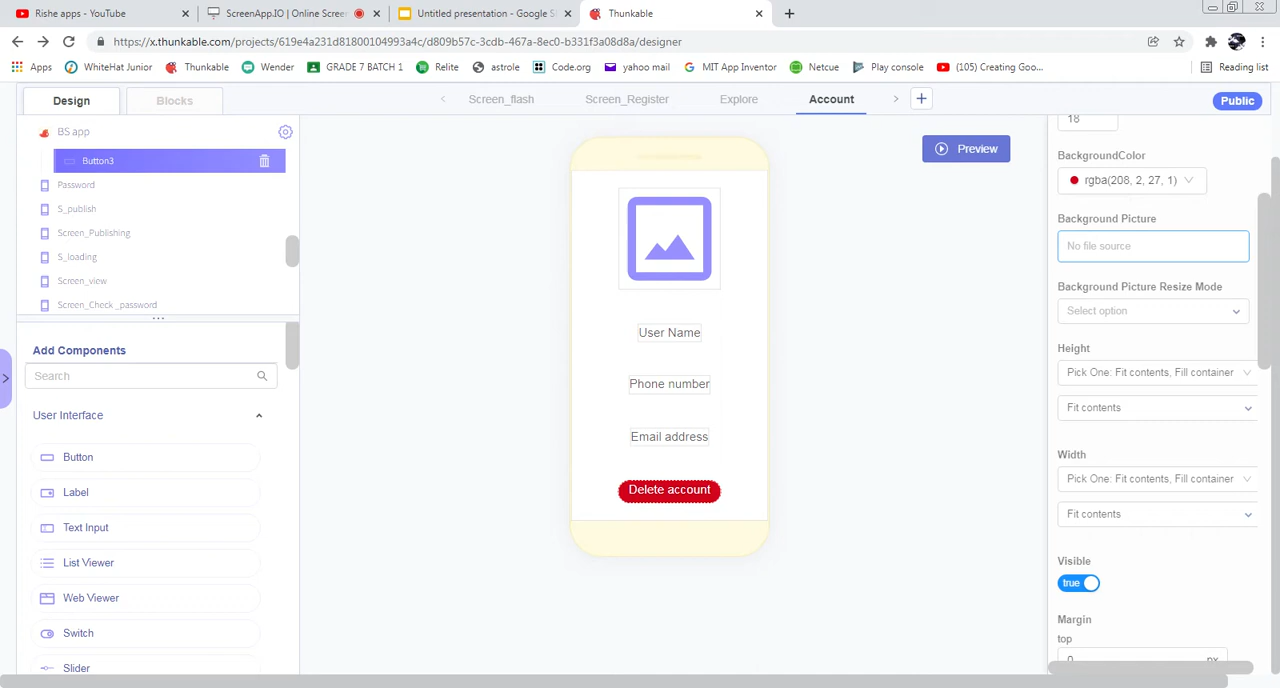 Rishe apps - YouTube
ScreenApp.IO | Online Screen
Untitled presentation - Google S
Thunkable
https://x.thunkable.com/projects/619e4a231d81800104993a4c/d809b57c-3cdb-467a-8ec0-b331f3a08d8a/designer
Apps
WhiteHat Junior
Thunkable
Wender
GRADE 7 BATCH 1
Relite
astrole
Code.org
yahoo mail
MIT App Inventor
Netcue
Play console
(105) Creating Goo...
Reading list
Design
Blocks
Screen_flash
Screen_Register
Explore
Account
Public
BS app
Button3
Password
S_publish
Screen_Publishing
S_loading
Screen_view
Screen_Check _password
Add Components
Search
User Interface
Button
Label
Text Input
List Viewer
Web Viewer
Switch
Slider
Preview
User Name
Phone number
Email address
Delete account
18
BackgroundColor
rgba(208, 2, 27, 1)
Background Picture
No file source
Background Picture Resize Mode
Select option
Height
Pick One: Fit contents, Fill container
Fit contents
Width
Pick One: Fit contents, Fill container
Fit contents
Visible
true
Margin
top
0 px